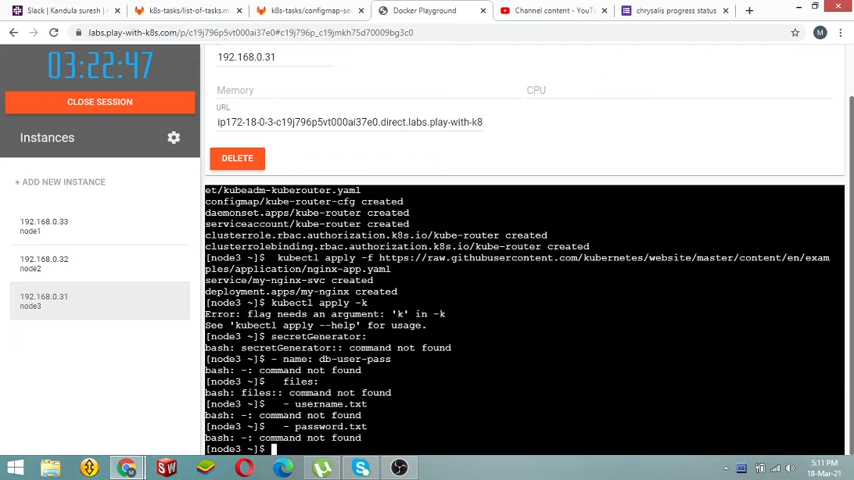 Slack | Kandula suresh |
k8s-tasks/list-of-tasks.m
k8s-tasks/configmap-sec
Docker Playground
Channel content - YouT
chrysalis progress status
labs.play-with-k8s.com/p/c19j796p5vt000ai37e0#c19j796p_c19jmkh75d70009bg3c0
M
03:22:47
CLOSE SESSION
Instances
+ ADD NEW INSTANCE
192.168.0.33
node1
192.168.0.32
node2
192.168.0.31
node3
192.168.0.31
Memory
CPU
URL
ip172-18-0-3-c19j796p5vt000ai37e0.direct.labs.play-with-k8
DELETE
et/kubeadm-kuberouter.yaml
configmap/kube-router-cfg created
daemonset.apps/kube-router created
serviceaccount/kube-router created
clusterrole.rbac.authorization.k8s.io/kube-router created
clusterrolebinding.rbac.authorization.k8s.io/kube-router created
[node3 ~]$  kubectl apply -f https://raw.githubusercontent.com/kubernetes/website/master/content/en/exam
ples/application/nginx-app.yaml
service/my-nginx-svc created
deployment.apps/my-nginx created
[node3 ~]$ kubectl apply -k
Error: flag needs an argument: 'k' in -k
See 'kubectl apply --help' for usage.
[node3 ~]$ secretGenerator:
bash: secretGenerator:: command not found
[node3 ~]$ - name: db-user-pass
bash: -: command not found
[node3 ~]$   files:
bash: files:: command not found
[node3 ~]$   - username.txt
bash: -: command not found
[node3 ~]$   - password.txt
bash: -: command not found
[node3 ~]$
5:11 PM
18-Mar-21